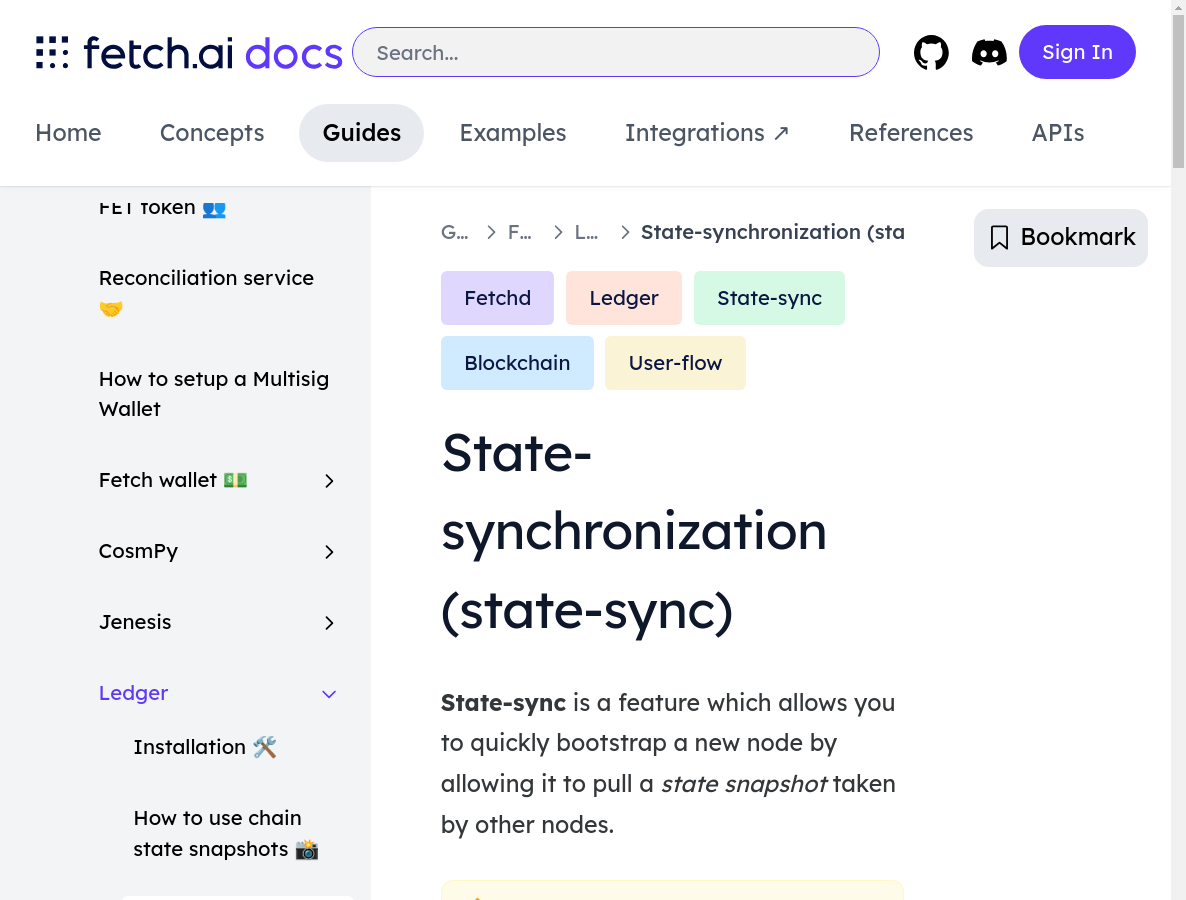 fetch.ai docs
Search...
Sign In
Home
Concepts
Guides
Examples
Integrations ↗
References
APIs
FET token 👥
Reconciliation service
🤝
How to setup a Multisig
Wallet
Fetch wallet 💵
CosmPy
Jenesis
Ledger
Installation 🛠️
How to use chain
state snapshots 📸
G... > F... > L... > State-synchronization (sta
Bookmark
Fetchd
Ledger
State-sync
Blockchain
User-flow
State-
synchronization
(state-sync)
State-sync is a feature which allows you
to quickly bootstrap a new node by
allowing it to pull a state snapshot taken
by other nodes.